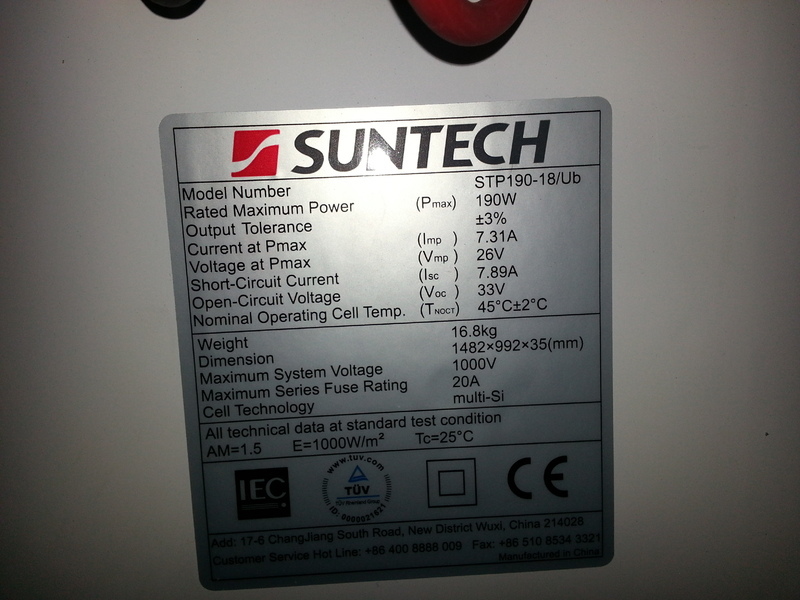 SUNTECH
Model Number STP190-18/Ub
Rated Maximum Power (Pmax) 190W
Output Tolerance ±3%
Current at Pmax (Imp ) 7.31A
Voltage at Pmax (Vmp ) 26V
Short-Circuit Current (Isc ) 7.89A
Open-Circuit Voltage (Voc ) 33V
Nominal Operating Cell Temp. (TNOCT) 45°C±2°C
Weight 16.8kg
Dimension 1482×992×35(mm)
Maximum System Voltage 1000V
Maximum Series Fuse Rating 20A
Cell Technology multi-Si
All technical data at standard test condition
AM=1.5 E=1000W/m² Tc=25°C
IEC
www.tuv.com
TÜV
TÜV Rheinland Group
ID: 0000021621
CE
Add: 17-6 ChangJiang South Road, New District Wuxi, China 214028
Customer Service Hot Line: +86 400 8888 009 Fax: +86 510 8534 3321
Manufactured in China